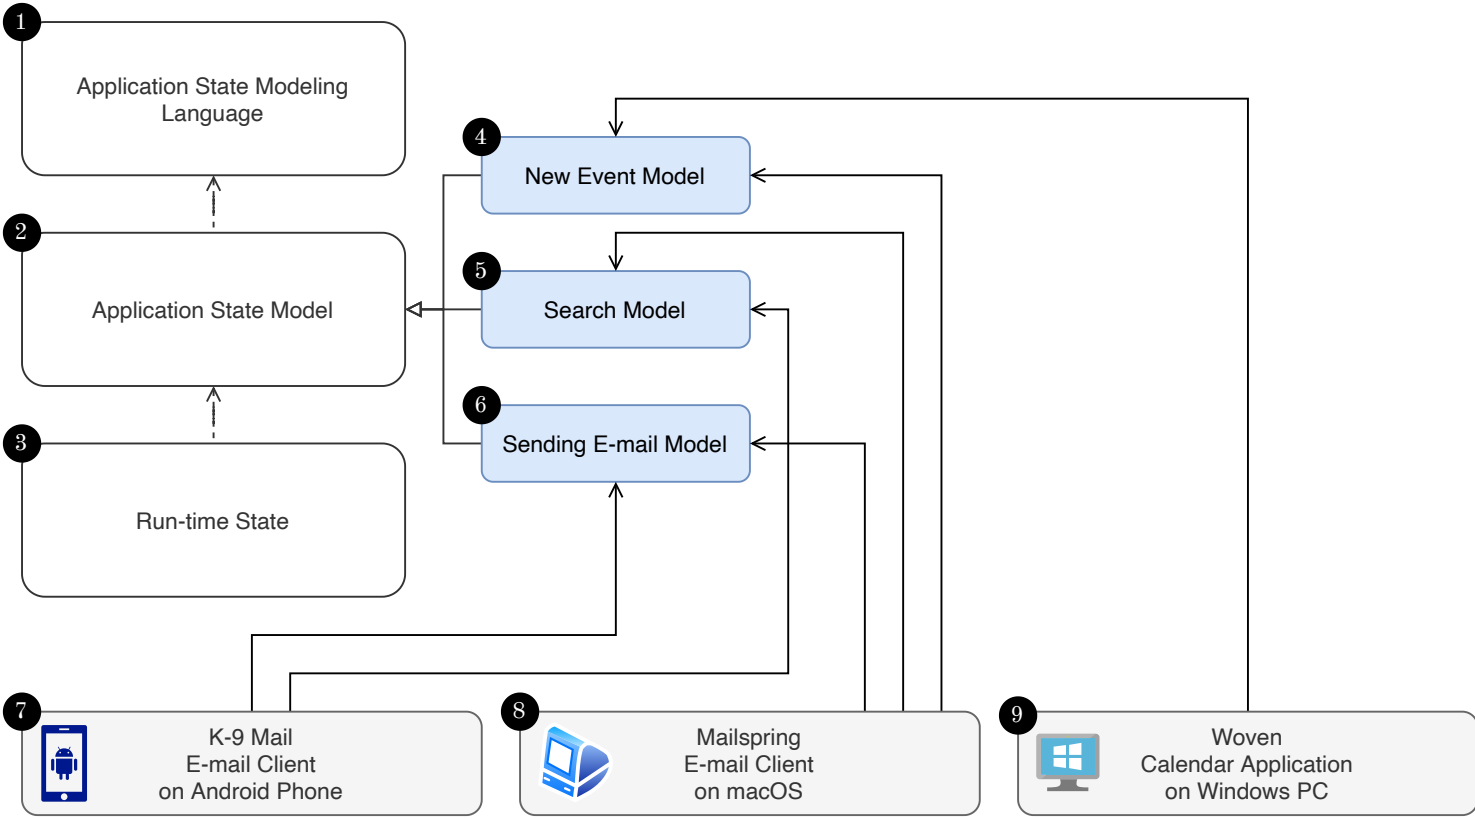 1
Application State Modeling
Language
4
New Event Model
2
Application State Model
5
Search Model
6
Sending E-mail Model
3
Run-time State
7
K-9 Mail
E-mail Client
on Android Phone
8
Mailspring
E-mail Client
on macOS
9
Woven
Calendar Application
on Windows PC